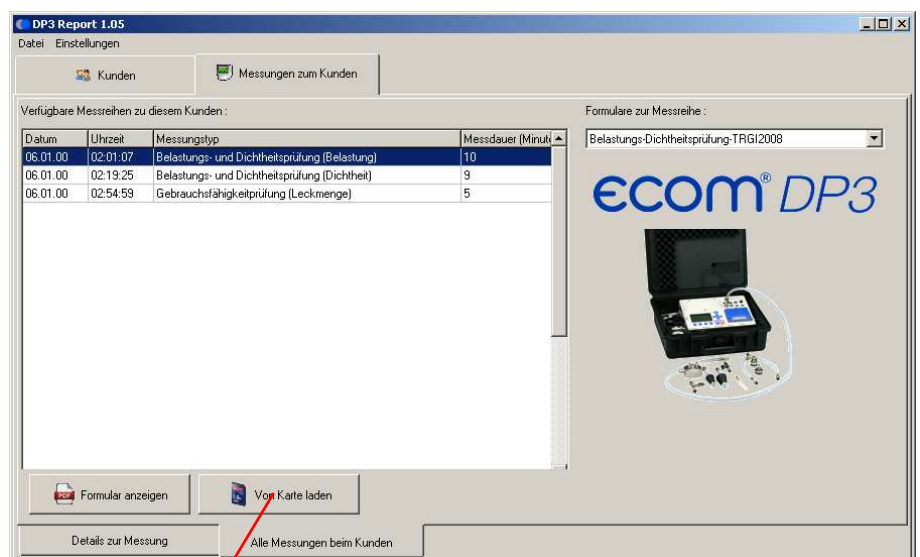 DP3 Report 1.05
Datei Einstellungen
Kunden
Messungen zum Kunden
Verfügbare Messreihen zu diesem Kunden :
Formulare zur Messreihe :
Datum Uhrzeit Messungstyp Messdauer (Minut
06.01.00 02:01:07 Belastungs- und Dichtheitsprüfung (Belastung) 10
06.01.00 02:19:25 Belastungs- und Dichtheitsprüfung (Dichtheit) 9
06.01.00 02:54:59 Gebrauchsfähigkeitprüfung (Leckmenge) 5
Belastungs-Dichtheitsprüfung-TRGI2008
ecom® DP3
Formular anzeigen
Von Karte laden
Details zur Messung
Alle Messungen beim Kunden